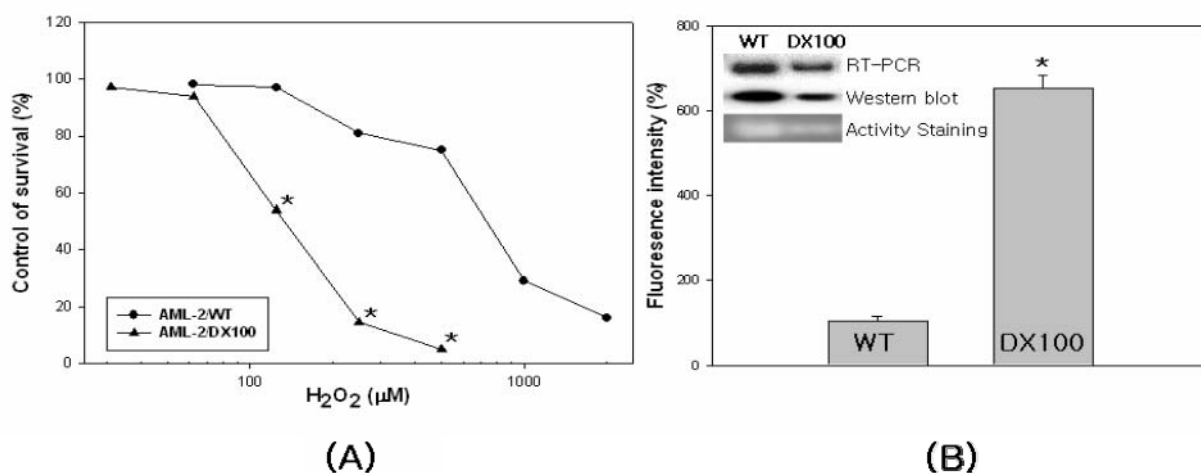 120
100
80
60
40
20
0
Control of survival (%)
AML-2/WT
AML-2/DX100
*
*
*
100
1000
H2O2 (µM)
(A)
800
600
400
200
0
Fluoresence intensity (%)
WT DX100
RT-PCR
Western blot
Activity Staining
*
WT
DX100
(B)